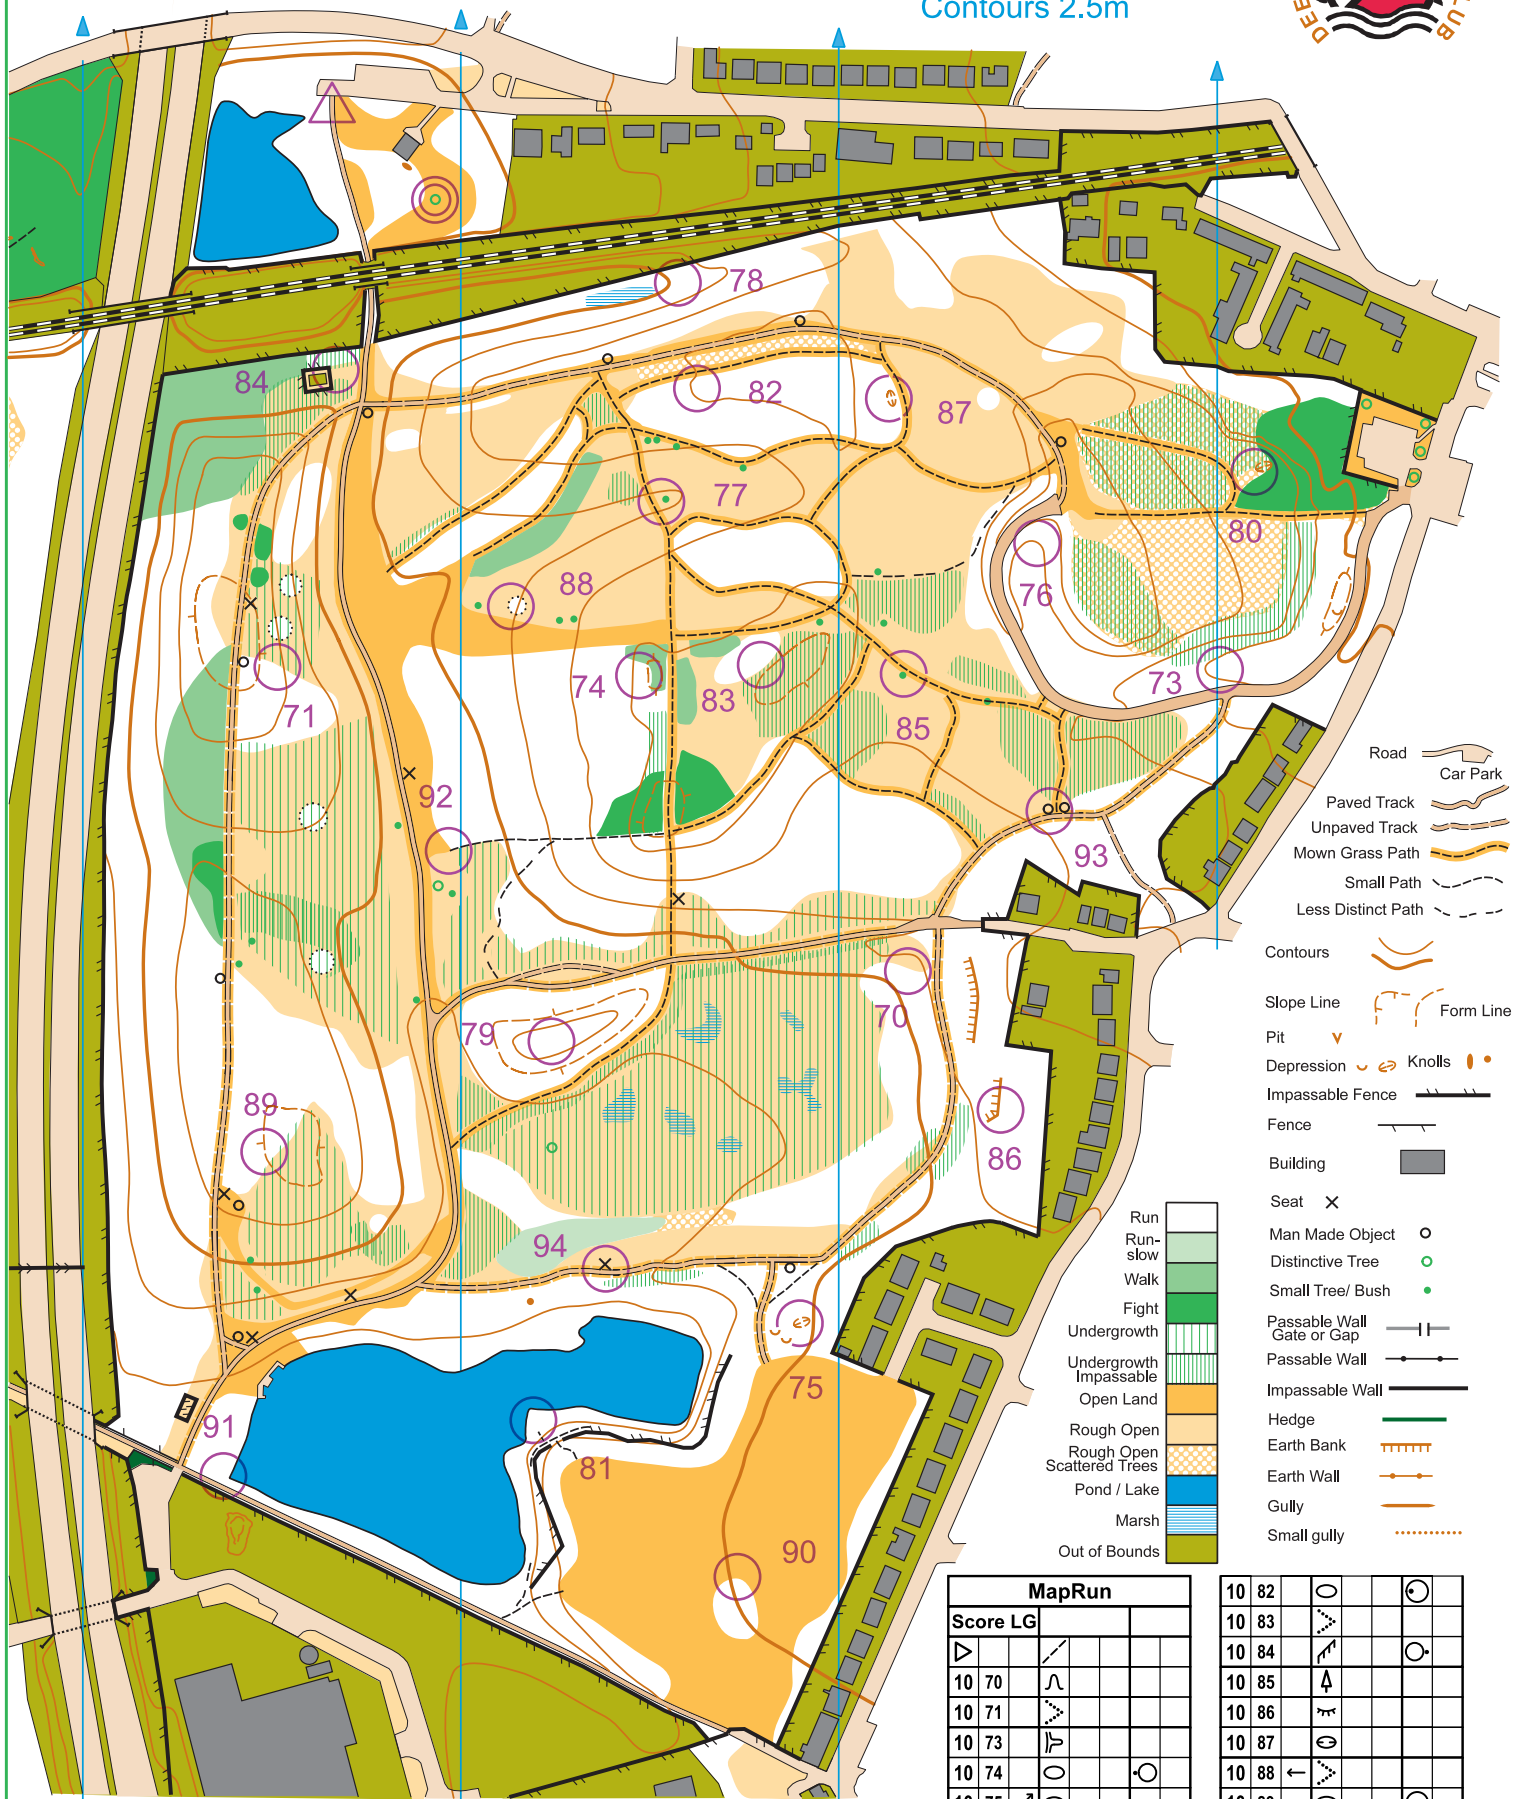 Contours 2.5m
DEE
LUB
78
84
82
87
77
80
88
76
74
83
73
71
85
92
93
70
79
89
86
94
75
91
81
90
Road
Car Park
Paved Track
Unpaved Track
Mown Grass Path
Small Path
Less Distinct Path
Contours
Slope Line
Form Line
Pit
Depression
Knolls
Impassable Fence
Fence
Building
Seat
Man Made Object
Distinctive Tree
Small Tree/ Bush
Passable Wall
Gate or Gap
Passable Wall
Impassable Wall
Hedge
Earth Bank
Earth Wall
Gully
Small gully
Run
Run-
slow
Walk
Fight
Undergrowth
Undergrowth
Impassable
Open Land
Rough Open
Rough Open
Scattered Trees
Pond / Lake
Marsh
Out of Bounds
MapRun
Score LG
10 70
10 71
10 73
10 74
10 82
10 83
10 84
10 85
10 86
10 87
10 88